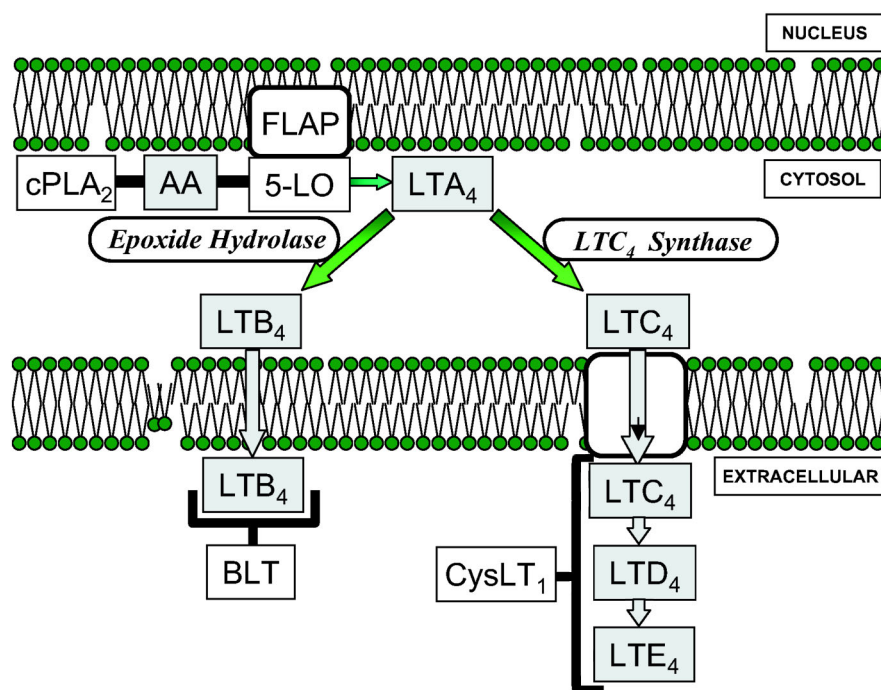 NUCLEUS
FLAP
cPLA₂
AA
5-LO
LTA₄
CYTOSOL
Epoxide Hydrolase
LTC₄ Synthase
LTB₄
LTC₄
LTB₄
LTC₄
EXTRACELLULAR
BLT
CysLT₁
LTD₄
LTE₄